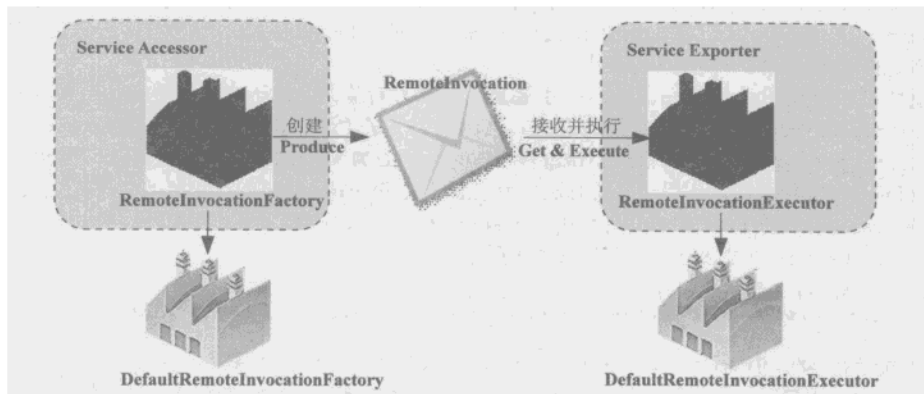 Service Accessor
RemoteInvocationFactory
创建
Produce
RemoteInvocation
接收并执行
Get & Execute
Service Exporter
RemoteInvocationExecutor
DefaultRemoteInvocationFactory
DefaultRemoteInvocationExecutor